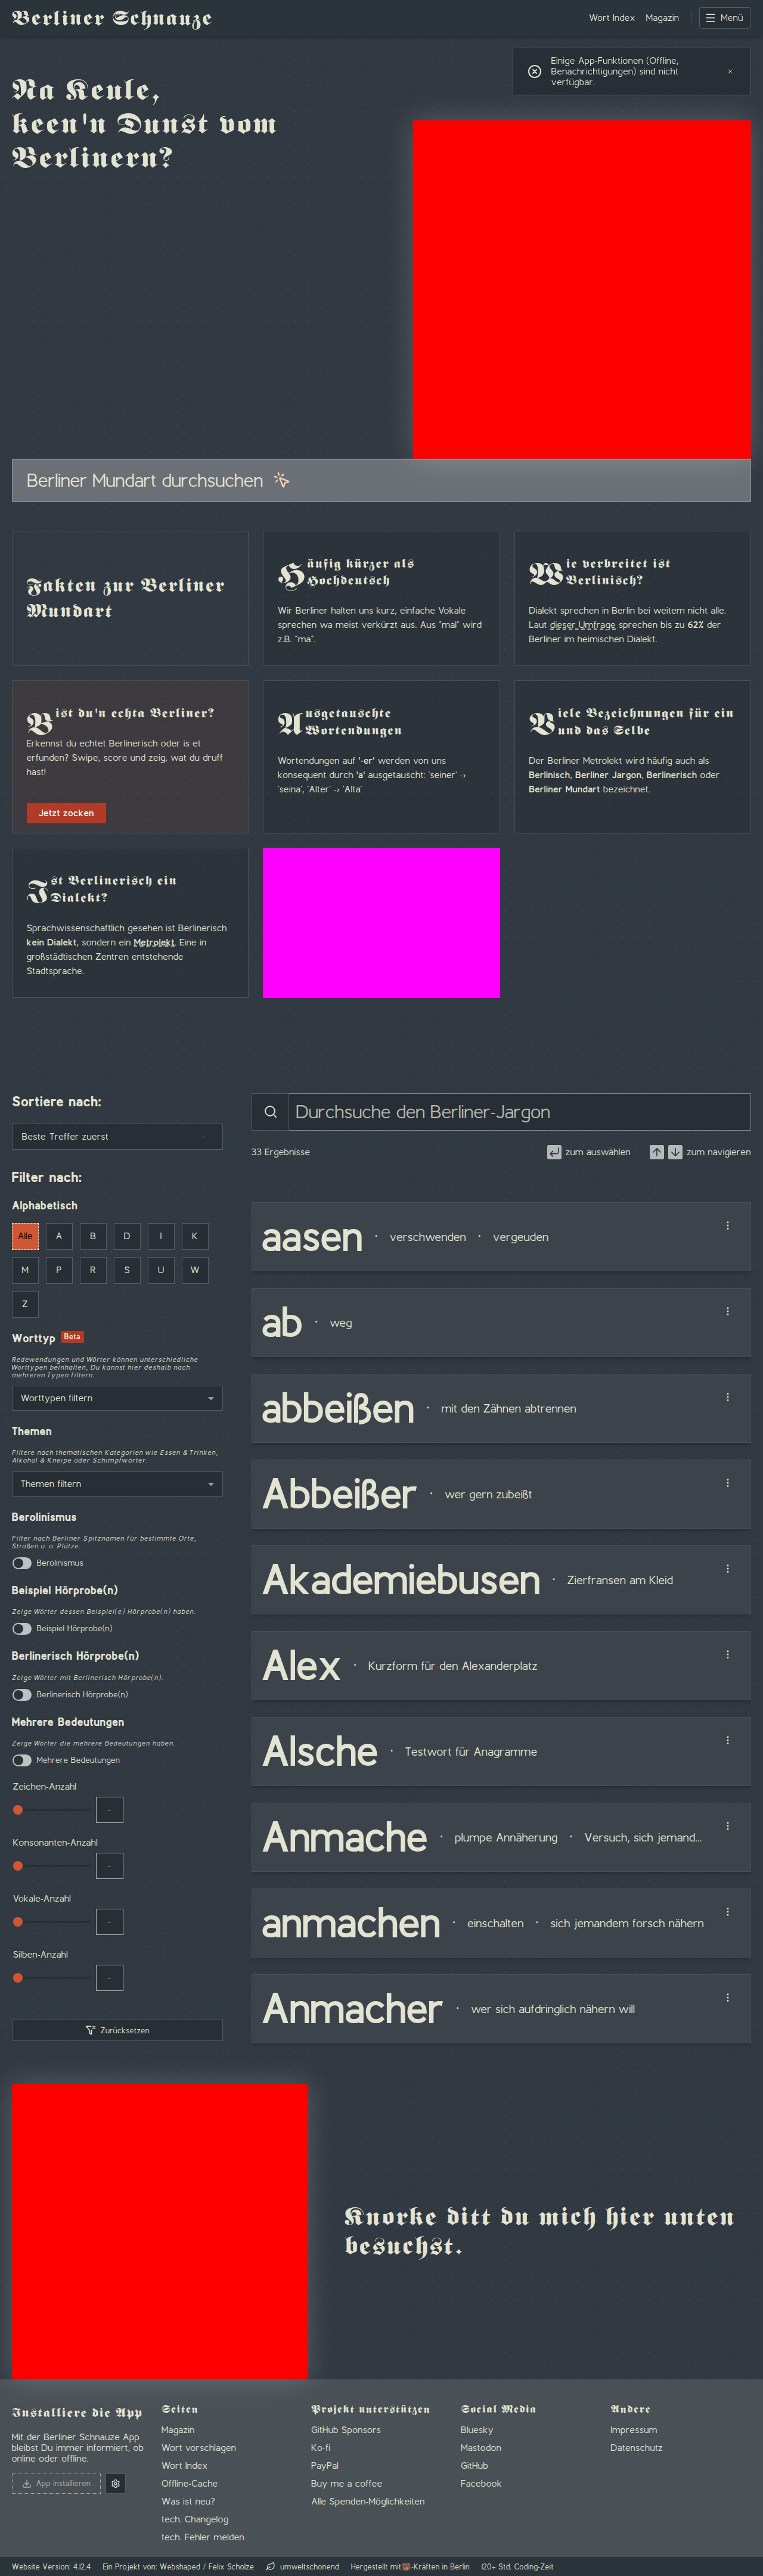 Berliner Schnauze
Wort Index
Magazin
Menü
Einige App-Funktionen (Offline,
Benachrichtigungen) sind nicht
verfügbar.
Na Keule,
keen'n Dunst vom
Berlinern?
Berliner Mundart durchsuchen
Fakten zur Berliner
Mundart
Häufig kürzer als
Hochdeutsch
Wir Berliner halten uns kurz, einfache Vokale
sprechen wa meist verkürzt aus. Aus "mal" wird
z.B. "ma".
Wie verbreitet ist
Berlinisch?
Dialekt sprechen in Berlin bei weitem nicht alle.
Laut dieser Umfrage sprechen bis zu 62% der
Berliner im heimischen Dialekt.
Bist du'n echta Berliner?
Erkennst du echtet Berlinerisch oder is et
erfunden? Swipe, score und zeig, wat du druff
hast!
Jetzt zocken
Ausgetauschte
Wortendungen
Wortendungen auf '-er' werden von uns
konsequent durch 'a' ausgetauscht: 'seiner' ->
'seina', 'Alter' -> 'Alta'
Viele Bezeichnungen für ein
und das Selbe
Der Berliner Metrolekt wird häufig auch als
Berlinisch, Berliner Jargon, Berlinerisch oder
Berliner Mundart bezeichnet.
Ist Berlinerisch ein
Dialekt?
Sprachwissenschaftlich gesehen ist Berlinerisch
kein Dialekt, sondern ein Metrolekt. Eine in
großstädtischen Zentren entstehende
Stadtsprache.
Sortiere nach:
Beste Treffer zuerst
Filter nach:
Alphabetisch
Alle A B D I K
M P R S U W
Z
Worttyp Beta
Redewendungen und Wörter können unterschiedliche
Worttypen beinhalten, Du kannst hier deshalb nach
mehreren Typen filtern.
Worttypen filtern
Themen
Filtere nach thematischen Kategorien wie Essen & Trinken,
Alkohol & Kneipe oder Schimpfwörter.
Themen filtern
Berolinismus
Filter nach Berliner Spitznamen für bestimmte Orte,
Straßen u. o. Plätze.
Berolinismus
Beispiel Hörprobe(n)
Zeige Wörter dessen Beispiel(e) Hörprobe(n) haben.
Beispiel Hörprobe(n)
Berlinerisch Hörprobe(n)
Zeige Wörter mit Berlinerisch Hörprobe(n).
Berlinerisch Hörprobe(n)
Mehrere Bedeutungen
Zeige Wörter die mehrere Bedeutungen haben.
Mehrere Bedeutungen
Zeichen-Anzahl
-
Konsonanten-Anzahl
-
Vokale-Anzahl
-
Silben-Anzahl
-
Zurücksetzen
Durchsuche den Berliner-Jargon
33 Ergebnisse
zum auswählen
zum navigieren
aasen · verschwenden · vergeuden
ab · weg
abbeißen · mit den Zähnen abtrennen
Abbeißer · wer gern zubeißt
Akademiebusen · Zierfransen am Kleid
Alex · Kurzform für den Alexanderplatz
Alsche · Testwort für Anagramme
Anmache · plumpe Annäherung · Versuch, sich jemand...
anmachen · einschalten · sich jemandem forsch nähern
Anmacher · wer sich aufdringlich nähern will
Knorke ditt du mich hier unten
besuchst.
Installiere die App
Mit der Berliner Schnauze App
bleibst Du immer informiert, ob
online oder offline.
App installieren
Seiten
Magazin
Wort vorschlagen
Wort Index
Offline-Cache
Was ist neu?
tech. Changelog
tech. Fehler melden
Projekt unterstützen
GitHub Sponsors
Ko-fi
PayPal
Buy me a coffee
Alle Spenden-Möglichkeiten
Social Media
Bluesky
Mastodon
GitHub
Facebook
Andere
Impressum
Datenschutz
Website Version: 4.12.4
Ein Projekt von: Webshaped / Felix Scholze
umweltschonend
Hergestellt mit🐻-Kräften in Berlin
120+ Std. Coding-Zeit